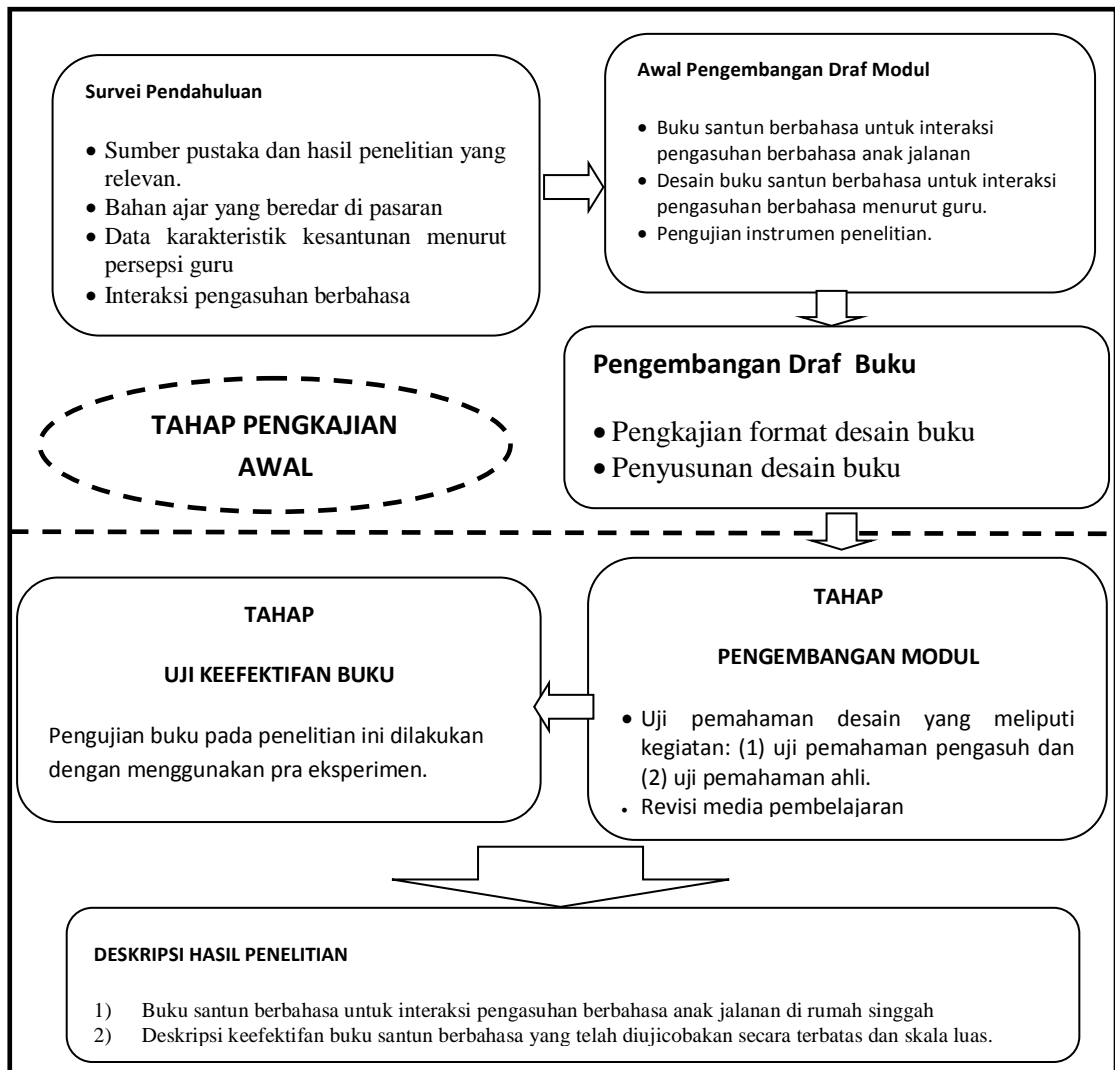 Survei Pendahuluan
• Sumber pustaka dan hasil penelitian yang
relevan.
• Bahan ajar yang beredar di pasaran
• Data karakteristik kesantunan menurut
persepsi guru
• Interaksi pengasuhan berbahasa
Awal Pengembangan Draf Modul
• Buku santun berbahasa untuk interaksi
pengasuhan berbahasa anak jalanan
• Desain buku santun berbahasa untuk interaksi
pengasuhan berbahasa menurut guru.
• Pengujian instrumen penelitian.
Pengembangan Draf Buku
• Pengkajian format desain buku
• Penyusunan desain buku
TAHAP PENGKAJIAN
AWAL
TAHAP
PENGEMBANGAN MODUL
• Uji pemahaman desain yang meliputi
kegiatan: (1) uji pemahaman pengasuh dan
(2) uji pemahaman ahli.
• Revisi media pembelajaran
TAHAP
UJI KEEFEKTIFAN BUKU
Pengujian buku pada penelitian ini dilakukan
dengan menggunakan pra eksperimen.
DESKRIPSI HASIL PENELITIAN
1) Buku santun berbahasa untuk interaksi pengasuhan berbahasa anak jalanan di rumah singgah
2) Deskripsi keefektifan buku santun berbahasa yang telah diujicobakan secara terbatas dan skala luas.